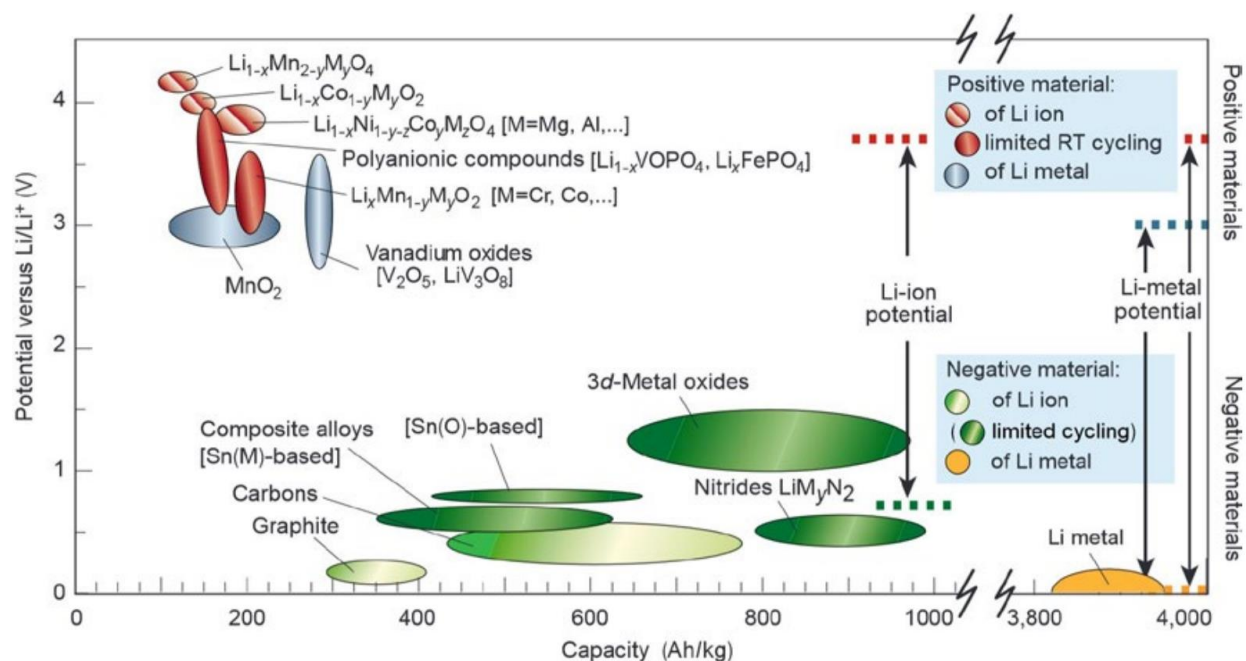 Potential versus Li/Li⁺ (V)
4
3
2
1
0
Li₁₋ₓMn₂₋yMyO₄
Li₁₋ₓCo₁₋yMyO₂
Li₁₋ₓNi₁₋y₋zCoyMzO₄ [M=Mg, Al,...]
Polyanionic compounds [Li₁₋ₓVOPO₄, LiₓFePO₄]
LiₓMn₁₋yMyO₂ [M=Cr, Co,...]
Vanadium oxides
[V₂O₅, LiV₃O₈]
MnO₂
3d-Metal oxides
[Sn(O)-based]
Composite alloys
[Sn(M)-based]
Carbons
Graphite
Nitrides LiMyN₂
Li metal
Li-ion
potential
Li-metal
potential
Positive material:
of Li ion
limited RT cycling
of Li metal
Negative material:
of Li ion
( limited cycling)
of Li metal
Positive materials
Negative materials
0 200 400 600 800 1000 3,800 4,000
Capacity (Ah/kg)